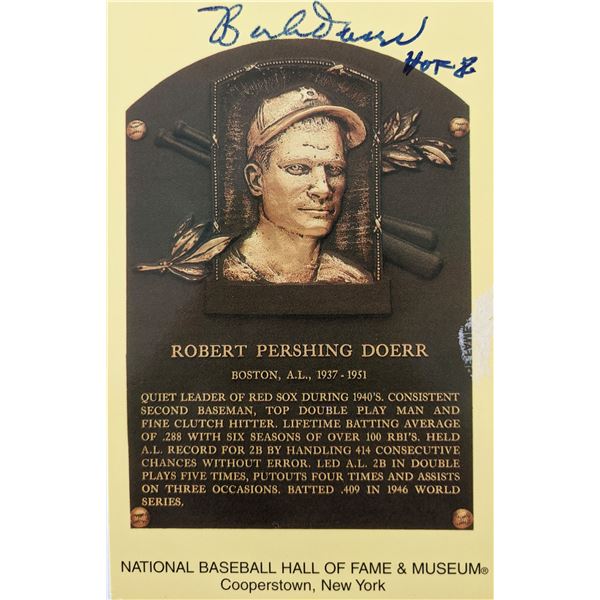 Bob Doerr
HOF
ROBERT PERSHING DOERR
BOSTON, A.L., 1937-1951
QUIET LEADER OF RED SOX DURING 1940'S. CONSISTENT
SECOND BASEMAN, TOP DOUBLE PLAY MAN AND
FINE CLUTCH HITTER. LIFETIME BATTING AVERAGE
OF .288 WITH SIX SEASONS OF OVER 100 RBI'S. HELD
A.L. RECORD FOR 2B BY HANDLING 414 CONSECUTIVE
CHANCES WITHOUT ERROR. LED A.L. 2B IN DOUBLE
PLAYS FIVE TIMES, PUTOUTS FOUR TIMES AND ASSISTS
ON THREE OCCASIONS. BATTED .409 IN 1946 WORLD
SERIES.
NATIONAL BASEBALL HALL OF FAME & MUSEUM®
Cooperstown, New York